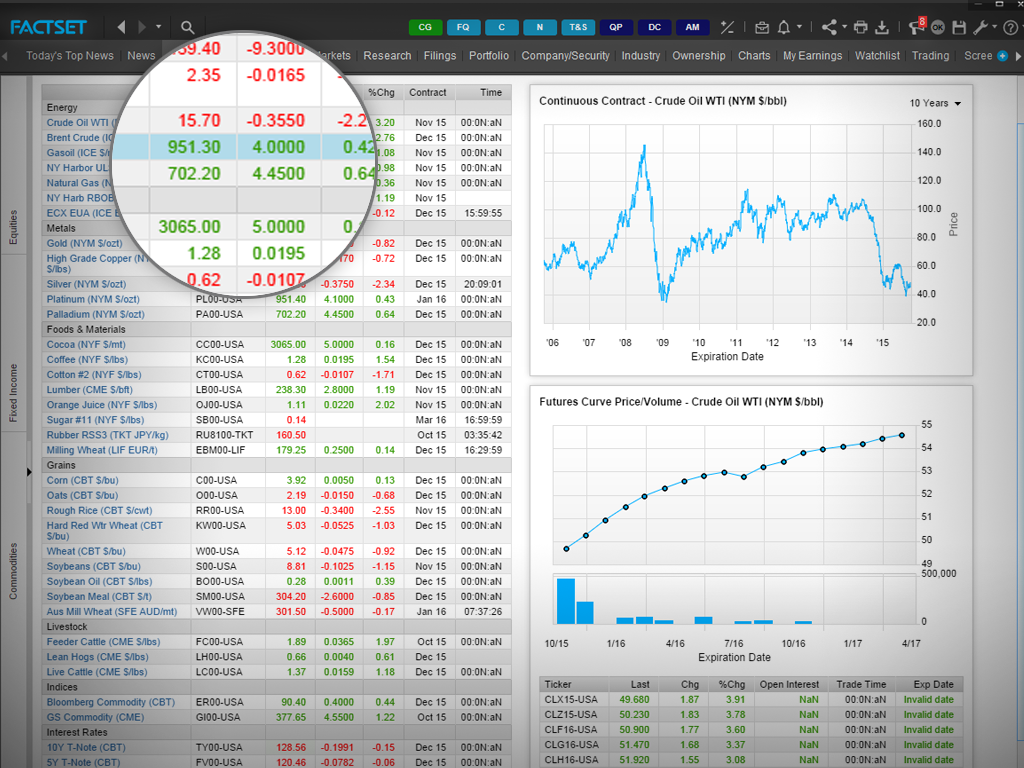 FACTSET
CG FQ C N T&S QP DC AM 8 OK
Today's Top News News arkets Research Filings Portfolio Company/Security Industry Ownership Charts My Earnings Watchlist Trading Scree
Equities
Fixed Income
Commodities
39.40 -9.3000
2.35 -0.0165
15.70 -0.3550 -2.2
951.30 4.0000 0.42
702.20 4.4500 0.64
3065.00 5.0000 0.
1.28 0.0195
0.62 -0.0107
%Chg Contract Time
Energy
Crude Oil WTI 3.20 Nov 15 00:0N:aN
Brent Crude (IC 2.76 Dec 15 00:0N:aN
Gasoil (ICE $/ 1.08 Nov 15 00:0N:aN
NY Harbor UL 0.98 Nov 15 00:0N:aN
Natural Gas (N 0.36 Nov 15 00:0N:aN
NY Harb RBOB 1.19 Nov 15 00:0N:aN
ECX EUA (ICE E -0.12 Dec 15 15:59:55
Metals
Gold (NYM $/ozt) -0.82 Dec 15 00:0N:aN
High Grade Copper (NY 170 -0.72 Dec 15 00:0N:aN
$/lbs)
Silver (NYM $/ozt) -0.3750 -2.34 Dec 15 20:09:01
Platinum (NYM $/ozt) PL00-USA 951.40 4.1000 0.43 Jan 16 00:0N:aN
Palladium (NYM $/ozt) PA00-USA 702.20 4.4500 0.64 Dec 15 00:0N:aN
Foods & Materials
Cocoa (NYF $/mt) CC00-USA 3065.00 5.0000 0.16 Dec 15 00:0N:aN
Coffee (NYF $/lbs) KC00-USA 1.28 0.0195 1.54 Dec 15 00:0N:aN
Cotton #2 (NYF $/lbs) CT00-USA 0.62 -0.0107 -1.71 Dec 15 00:0N:aN
Lumber (CME $/bft) LB00-USA 238.30 2.8000 1.19 Nov 15 00:0N:aN
Orange Juice (NYF $/lbs) OJ00-USA 1.11 0.0220 2.02 Nov 15 00:0N:aN
Sugar #11 (NYF $/lbs) SB00-USA 0.14 Mar 16 16:59:59
Rubber RSS3 (TKT JPY/kg) RU8100-TKT 160.50 Oct 15 03:35:42
Milling Wheat (LIF EUR/t) EBM00-LIF 179.25 0.2500 0.14 Dec 15 16:29:59
Grains
Corn (CBT $/bu) C00-USA 3.92 0.0050 0.13 Dec 15 00:0N:aN
Oats (CBT $/bu) O00-USA 2.19 -0.0150 -0.68 Dec 15 00:0N:aN
Rough Rice (CBT $/cwt) RR00-USA 13.00 -0.3400 -2.55 Nov 15 00:0N:aN
Hard Red Wtr Wheat (CBT KW00-USA 5.03 -0.0525 -1.03 Dec 15 00:0N:aN
$/bu)
Wheat (CBT $/bu) W00-USA 5.12 -0.0475 -0.92 Dec 15 00:0N:aN
Soybeans (CBT $/bu) S00-USA 8.81 -0.1025 -1.15 Nov 15 00:0N:aN
Soybean Oil (CBT $/lbs) BO00-USA 0.28 0.0011 0.39 Dec 15 00:0N:aN
Soybean Meal (CBT $/t) SM00-USA 304.20 -2.6000 -0.85 Dec 15 00:0N:aN
Aus Mill Wheat (SFE AUD/mt) VW00-SFE 301.50 -0.5000 -0.17 Jan 16 07:37:26
Livestock
Feeder Cattle (CME $/lbs) FC00-USA 1.89 0.0365 1.97 Oct 15 00:0N:aN
Lean Hogs (CME $/lbs) LH00-USA 0.66 0.0040 0.61 Dec 15
Live Cattle (CME $/lbs) LC00-USA 1.37 0.0159 1.18 Dec 15 00:0N:aN
Indices
Bloomberg Commodity (CBT) ER00-USA 90.40 0.4000 0.44 Dec 15 00:0N:aN
GS Commodity (CME) GI00-USA 377.65 4.5500 1.22 Oct 15 00:0N:aN
Interest Rates
10Y T-Note (CBT) TY00-USA 128.56 -0.1991 -0.15 Dec 15 00:0N:aN
5Y T-Note (CBT) FV00-USA 120.46 -0.0782 -0.06 Dec 15 00:0N:aN
Continuous Contract - Crude Oil WTI (NYM $/bbl)
10 Years
160.0
140.0
120.0
100.0
80.0
60.0
40.0
20.0
Price
'06 '07 '08 '09 '10 '11 '12 '13 '14 '15
Expiration Date
Futures Curve Price/Volume - Crude Oil WTI (NYM $/bbl)
55
54
53
52
51
50
49
500,000
0
10/15 1/16 4/16 7/16 10/16 1/17 4/17
Expiration Date
Ticker Last Chg %Chg Open Interest Trade Time Exp Date
CLX15-USA 49.680 1.87 3.91 NaN 00:0N:aN Invalid date
CLZ15-USA 50.230 1.83 3.78 NaN 00:0N:aN Invalid date
CLF16-USA 50.900 1.77 3.60 NaN 00:0N:aN Invalid date
CLG16-USA 51.470 1.68 3.37 NaN 00:0N:aN Invalid date
CLH16-USA 51.920 1.55 3.08 NaN 00:0N:aN Invalid date